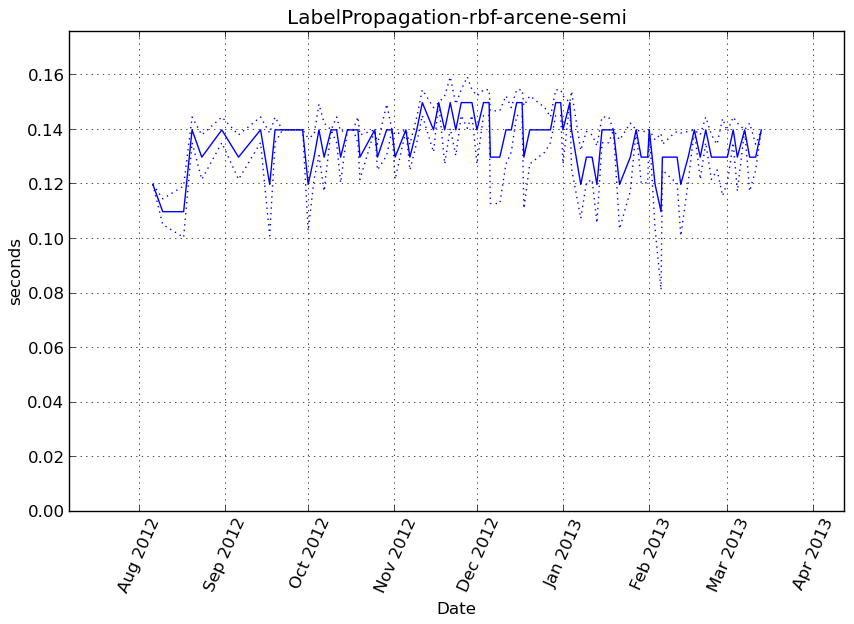 LabelPropagation-rbf-arcene-semi
0.16
0.14
0.12
0.10
0.08
0.06
0.04
0.02
0.00
seconds
Aug 2012
Sep 2012
Oct 2012
Nov 2012
Dec 2012
Jan 2013
Feb 2013
Mar 2013
Apr 2013
Date